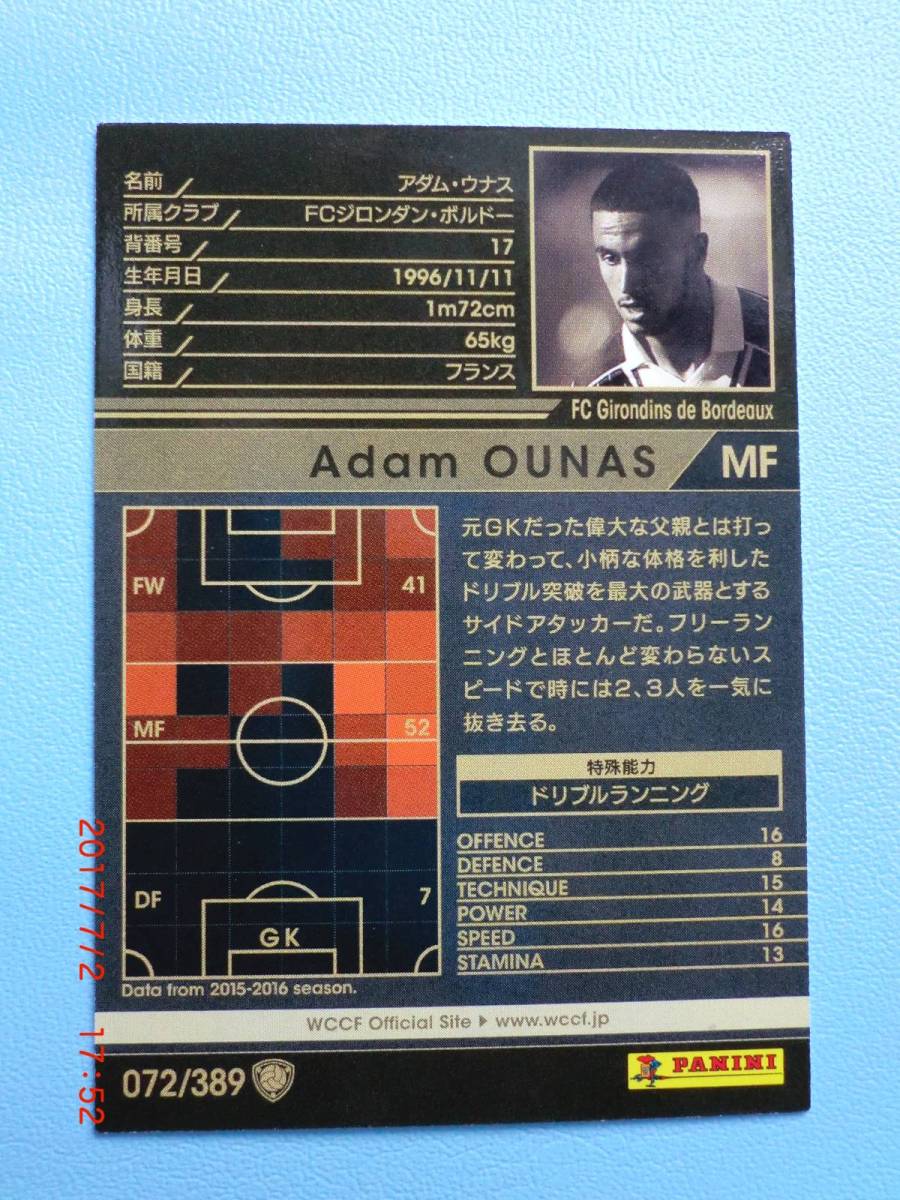 名前 アダム・ウナス
所属クラブ FCジロンダン・ボルドー
背番号 17
生年月日 1996/11/11
身長 1m72cm
体重 65kg
国籍 フランス
FC Girondins de Bordeaux
Adam OUNAS MF
FW 41
MF 52
DF 7
GK
Data from 2015-2016 season.
元GKだった偉大な父親とは打っ
て変わって、小柄な体格を利した
ドリブル突破を最大の武器とする
サイドアタッカーだ。フリーラン
ニングとほとんど変わらないス
ピードで時には2、3人を一気に
抜き去る。
特殊能力
ドリブルランニング
OFFENCE 16
DEFENCE 8
TECHNIQUE 15
POWER 14
SPEED 16
STAMINA 13
WCCF Official Site ▶ www.wccf.jp
072/389
PANINI
2017/7/2 17:52